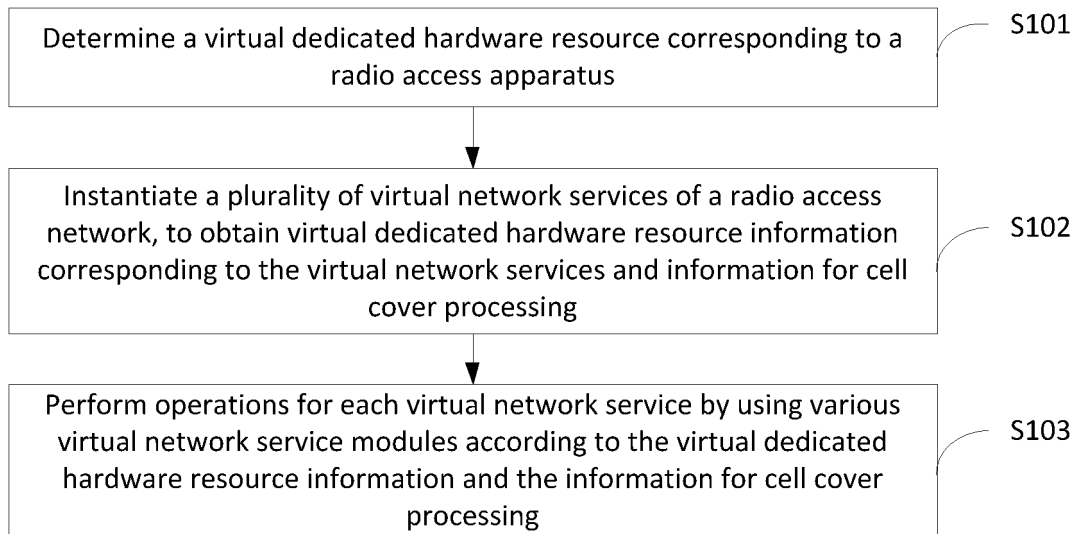 Determine a virtual dedicated hardware resource corresponding to a
radio access apparatus
S101
Instantiate a plurality of virtual network services of a radio access
network, to obtain virtual dedicated hardware resource information
corresponding to the virtual network services and information for cell
cover processing
S102
Perform operations for each virtual network service by using various
virtual network service modules according to the virtual dedicated
hardware resource information and the information for cell cover
processing
S103